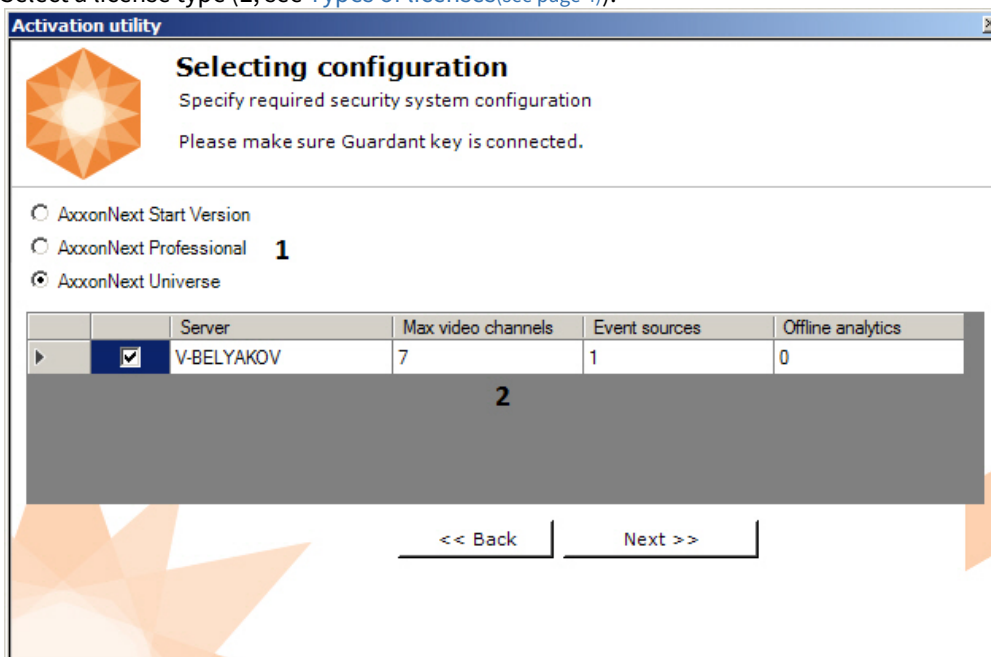 Select a license type (1, see Types of licenses(see page 4)).
Activation utility
Selecting configuration
Specify required security system configuration
Please make sure Guardant key is connected.
AxxonNext Start Version
AxxonNext Professional 1
AxxonNext Universe
Server Max video channels Event sources Offline analytics
V-BELYAKOV 7 1 0
2
<< Back Next >>